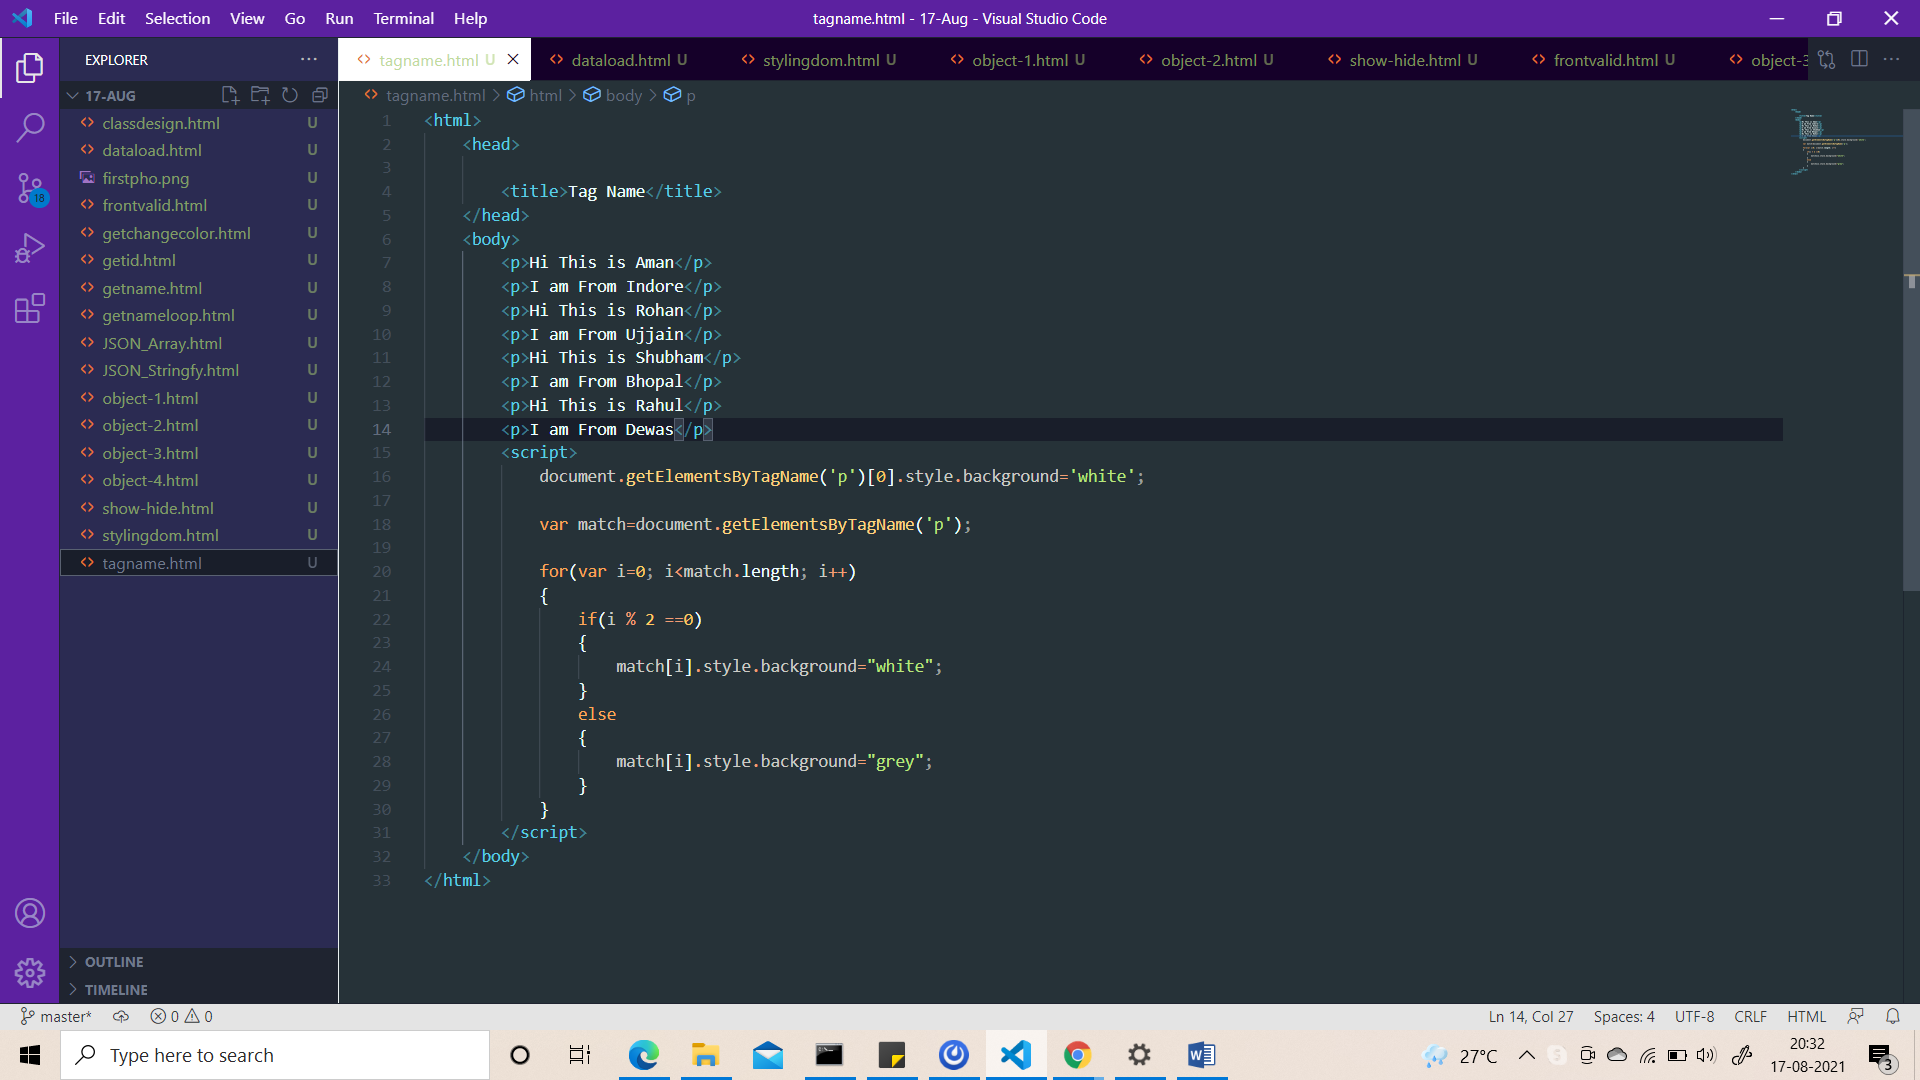 File Edit Selection View Go Run Terminal Help
tagname.html - 17-Aug - Visual Studio Code
EXPLORER
17-AUG
classdesign.html U
dataload.html U
firstpho.png U
frontvalid.html U
getchangecolor.html U
getid.html U
getname.html U
getnameloop.html U
JSON_Array.html U
JSON_Stringfy.html U
object-1.html U
object-2.html U
object-3.html U
object-4.html U
show-hide.html U
stylingdom.html U
tagname.html U
18
OUTLINE
TIMELINE
tagname.html U dataload.html U stylingdom.html U object-1.html U object-2.html U show-hide.html U frontvalid.html U object-3
tagname.html > html > body > p
1 <html>
2 <head>
3
4 <title>Tag Name</title>
5 </head>
6 <body>
7 <p>Hi This is Aman</p>
8 <p>I am From Indore</p>
9 <p>Hi This is Rohan</p>
10 <p>I am From Ujjain</p>
11 <p>Hi This is Shubham</p>
12 <p>I am From Bhopal</p>
13 <p>Hi This is Rahul</p>
14 <p>I am From Dewas</p>
15 <script>
16 document.getElementsByTagName('p')[0].style.background='white';
17
18 var match=document.getElementsByTagName('p');
19
20 for(var i=0; i<match.length; i++)
21 {
22 if(i % 2 ==0)
23 {
24 match[i].style.background="white";
25 }
26 else
27 {
28 match[i].style.background="grey";
29 }
30 }
31 </script>
32 </body>
33 </html>
master* 0 0 Ln 14, Col 27 Spaces: 4 UTF-8 CRLF HTML
Type here to search
27°C
20:32
17-08-2021
3